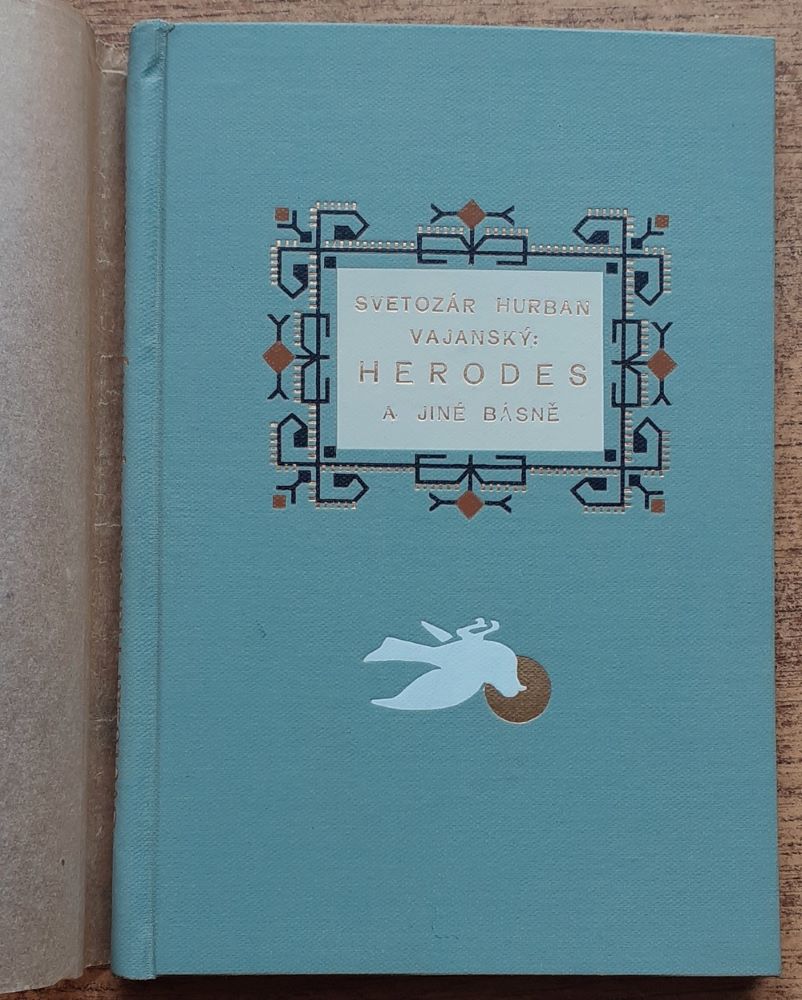 SVETOZÁR HURBAN
VAJANSKÝ:
HERODES
A JINÉ BÁSNĚ